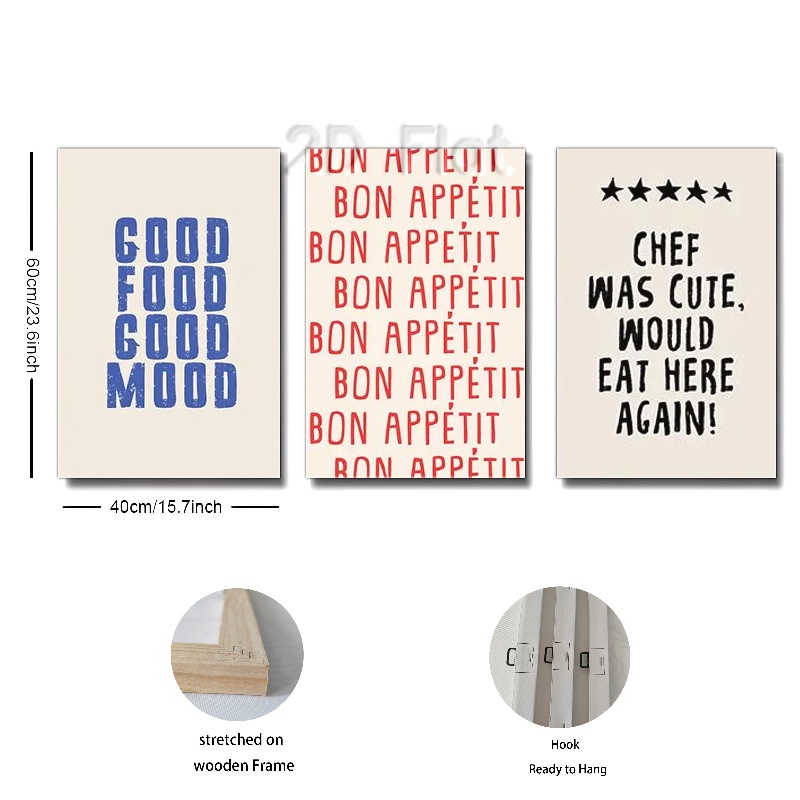 2D Flat
60cm/23.6inch
GOOD
FOOD
GOOD
MOOD
40cm/15.7inch
BON APPÉTIT
BON APPÉTIT
BON APPÉTIT
BON APPÉTIT
BON APPÉTIT
BON APPÉTIT
BON APPÉTIT
BON APPÉTIT
★★★★★
CHEF
WAS CUTE,
WOULD
EAT HERE
AGAIN!
stretched on
wooden Frame
Hook
Ready to Hang